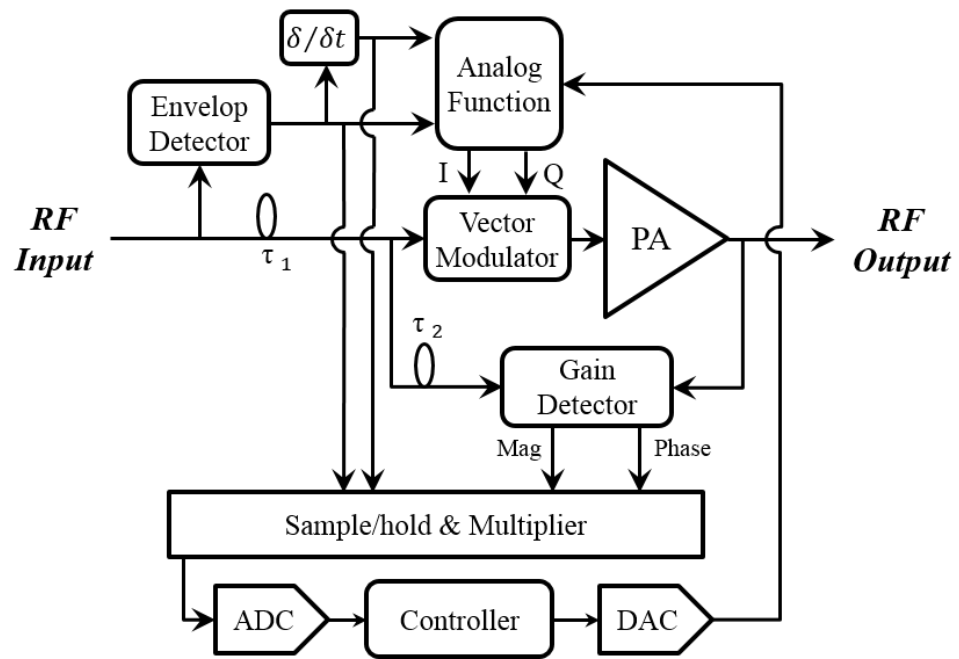 δ/δt
Analog
Function
Envelop
Detector
I
Q
RF
Input
τ 1
Vector
Modulator
PA
RF
Output
τ 2
Gain
Detector
Mag
Phase
Sample/hold & Multiplier
ADC
Controller
DAC